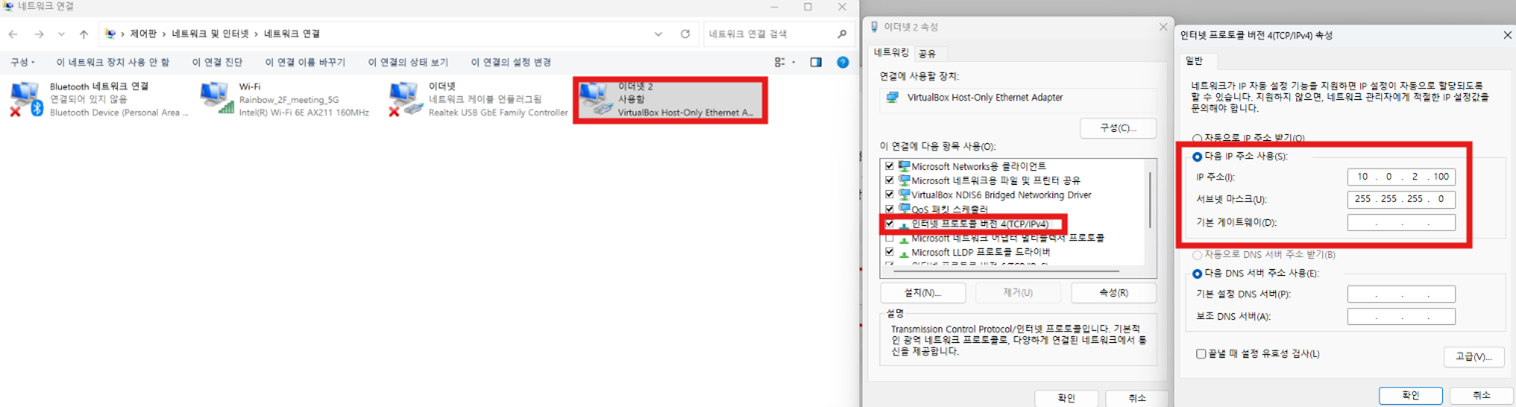 네트워크 연결
제어판 > 네트워크 및 인터넷 > 네트워크 연결
네트워크 연결 검색
구성
이 네트워크 장치 사용 안 함
이 연결 진단
이 연결 이름 바꾸기
이 연결의 상태 보기
이 연결의 설정 변경
Bluetooth 네트워크 연결
연결되어 있지 않음
Bluetooth Device (Personal Area ...
Wi-Fi
Rainbow_2F_meeting_5G
Intel(R) Wi-Fi 6E AX211 160MHz
이더넷
네트워크 케이블 언플러그됨
Realtek USB GbE Family Controller
이더넷 2
사용함
VirtualBox Host-Only Ethernet A...
이더넷 2 속성
네트워킹
공유
연결에 사용할 장치:
VirtualBox Host-Only Ethernet Adapter
구성(C)...
이 연결에 다음 항목 사용(O):
Microsoft Networks용 클라이언트
Microsoft 네트워크용 파일 및 프린터 공유
VirtualBox NDIS6 Bridged Networking Driver
QoS 패킷 스케줄러
인터넷 프로토콜 버전 4(TCP/IPv4)
Microsoft 네트워크 어댑터 멀티플렉서 프로토콜
Microsoft LLDP 프로토콜 드라이버
설치(N)...
제거(U)
속성(R)
설명
Transmission Control Protocol/인터넷 프로토콜입니다. 기본적
인 광역 네트워크 프로토콜로, 다양하게 연결된 네트워크에서 통
신을 제공합니다.
확인
취소
인터넷 프로토콜 버전 4(TCP/IPv4) 속성
일반
네트워크가 IP 자동 설정 기능을 지원하면 IP 설정이 자동으로 할당되도록
할 수 있습니다. 지원하지 않으면, 네트워크 관리자에게 적절한 IP 설정값을
문의해야 합니다.
자동으로 IP 주소 받기(O)
다음 IP 주소 사용(S):
IP 주소(I):
10 . 0 . 2 . 100
서브넷 마스크(U):
255 . 255 . 255 . 0
기본 게이트웨이(D):
. . .
자동으로 DNS 서버 주소 받기(B)
다음 DNS 서버 주소 사용(E):
기본 설정 DNS 서버(P):
. . .
보조 DNS 서버(A):
. . .
끝낼 때 설정 유효성 검사(L)
고급(V)...
확인
취소